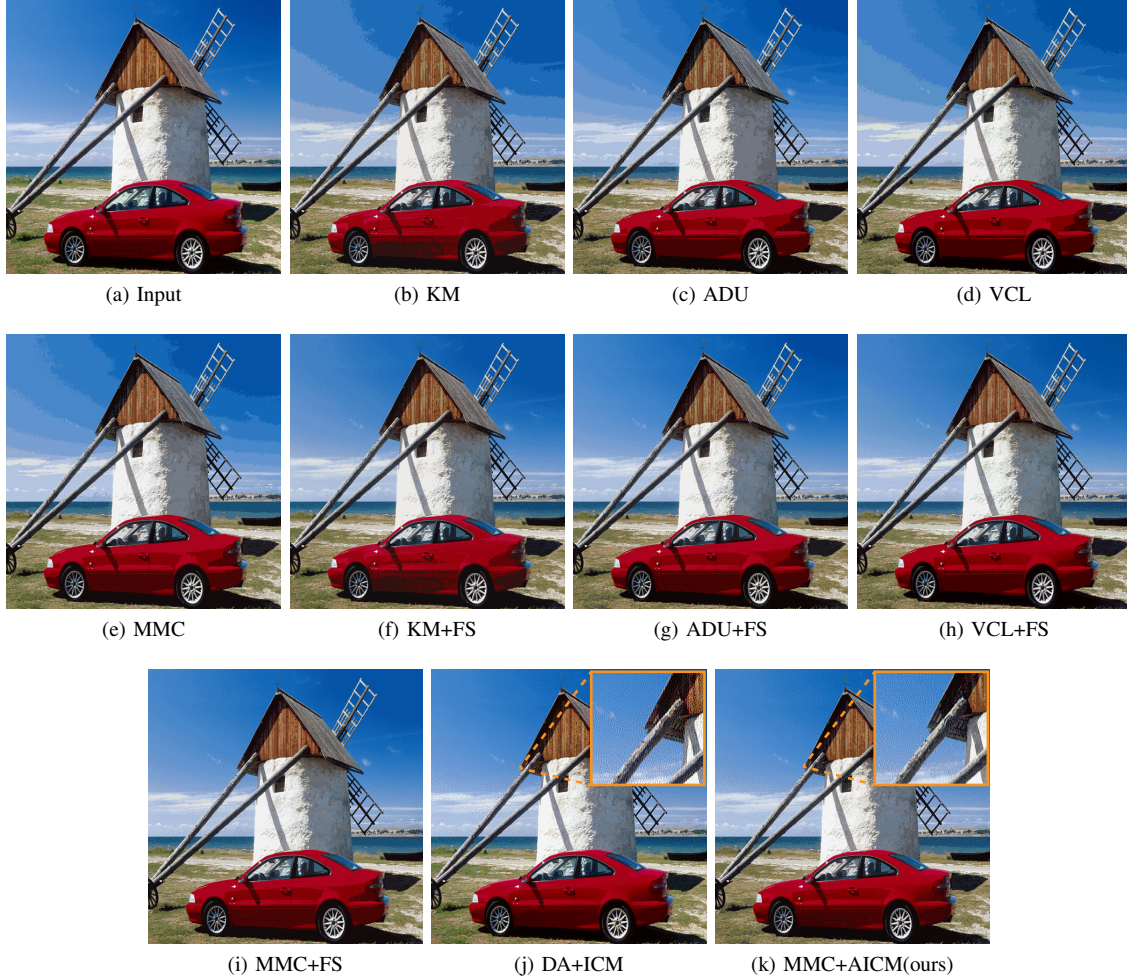 (a) Input
(b) KM
(c) ADU
(d) VCL
(e) MMC
(f) KM+FS
(g) ADU+FS
(h) VCL+FS
(i) MMC+FS
(j) DA+ICM
(k) MMC+AICM(ours)